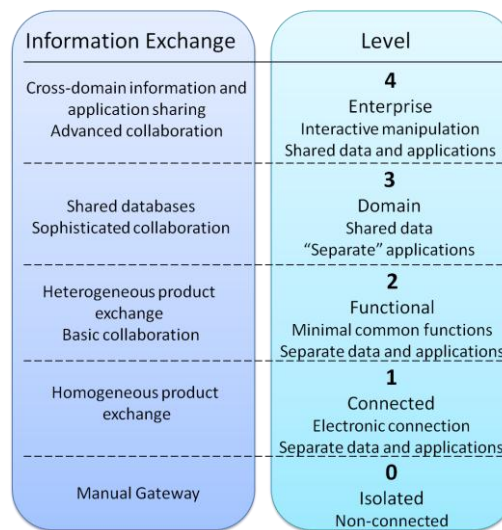 Information Exchange
Level
Cross-domain information and
application sharing
Advanced collaboration
4
Enterprise
Interactive manipulation
Shared data and applications
Shared databases
Sophisticated collaboration
3
Domain
Shared data
“Separate” applications
Heterogeneous product
exchange
Basic collaboration
2
Functional
Minimal common functions
Separate data and applications
Homogeneous product
exchange
1
Connected
Electronic connection
Separate data and applications
Manual Gateway
0
Isolated
Non-connected